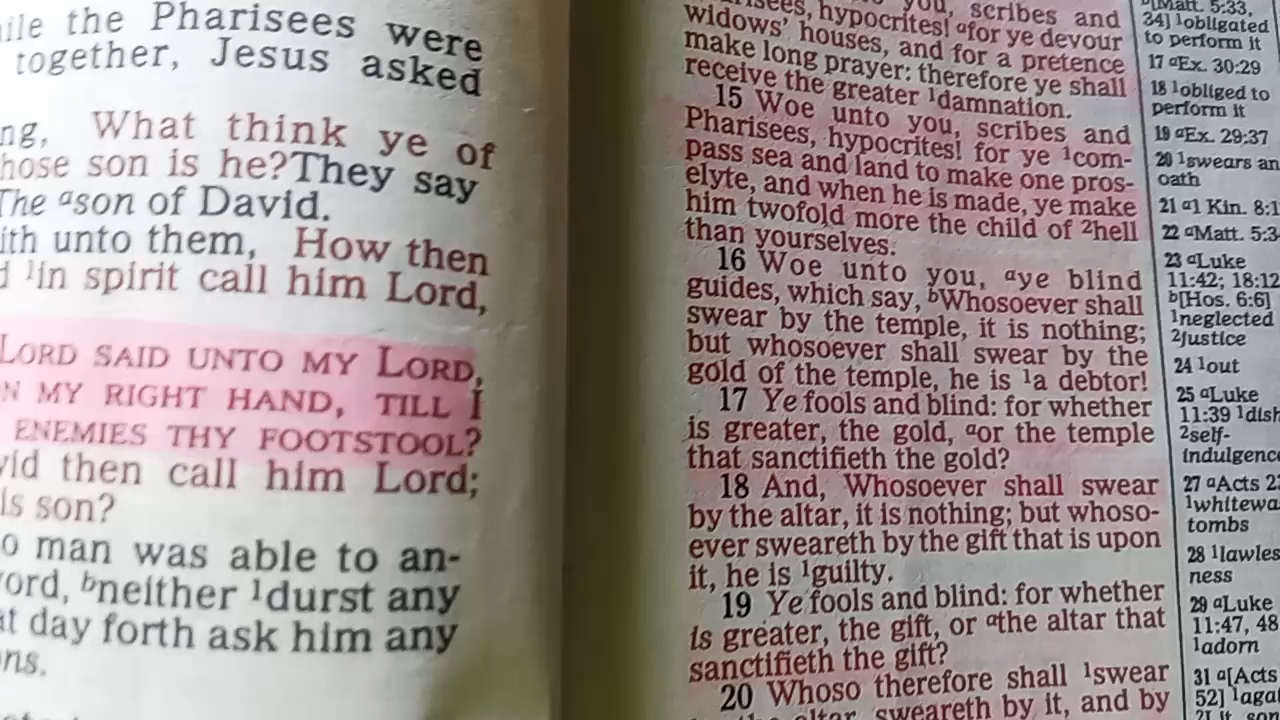 the Pharisees were
together, Jesus asked
What think ye of
son is he?They say
The ason of David.
unto them, How then
1in spirit call him Lord,
LORD SAID UNTO MY LORD,
MY RIGHT HAND, TILL I
ENEMIES THY FOOTSTOOL?
then call him Lord;
son?
man was able to an-
bneither 1durst any
day forth ask him any
you, scribes and
hypocrites! afor ye devour
widows' houses, and for a pretence
make long prayer: therefore ye shall
receive the greater 1damnation.
15 Woe unto you, scribes and
Pharisees, hypocrites! for ye 1com-
pass sea and land to make one pros-
elyte, and when he is made, ye make
him twofold more the child of 2hell
than yourselves.
16 Woe unto you, aye blind
guides, which say, bWhosoever shall
swear by the temple, it is nothing;
but whosoever shall swear by the
gold of the temple, he is 1a debtor!
17 Ye fools and blind: for whether
is greater, the gold, aor the temple
that sanctifieth the gold?
18 And, Whosoever shall swear
by the altar, it is nothing; but whoso-
ever sweareth by the gift that is upon
it, he is 1guilty.
19 Ye fools and blind: for whether
is greater, the gift, or athe altar that
sanctifieth the gift?
20 Whoso therefore shall 1swear
altar, sweareth by it, and by
b[Matt. 5:33,
34] 1obligated
to perform it
17 aEx. 30:29
18 1obliged to
perform it
19 aEx. 29:37
20 1swears an
oath
21 a1 Kin. 8:1
22 aMatt. 5:3
23 aLuke
11:42; 18:12
b[Hos. 6:6]
1neglected
2justice
24 1out
25 aLuke
11:39 1dish
2self-
indulgence
27 aActs 2
1whitewa
tombs
28 1lawles
ness
29 aLuke
11:47, 48
1adorn
31 a[Acts
52] 1aga